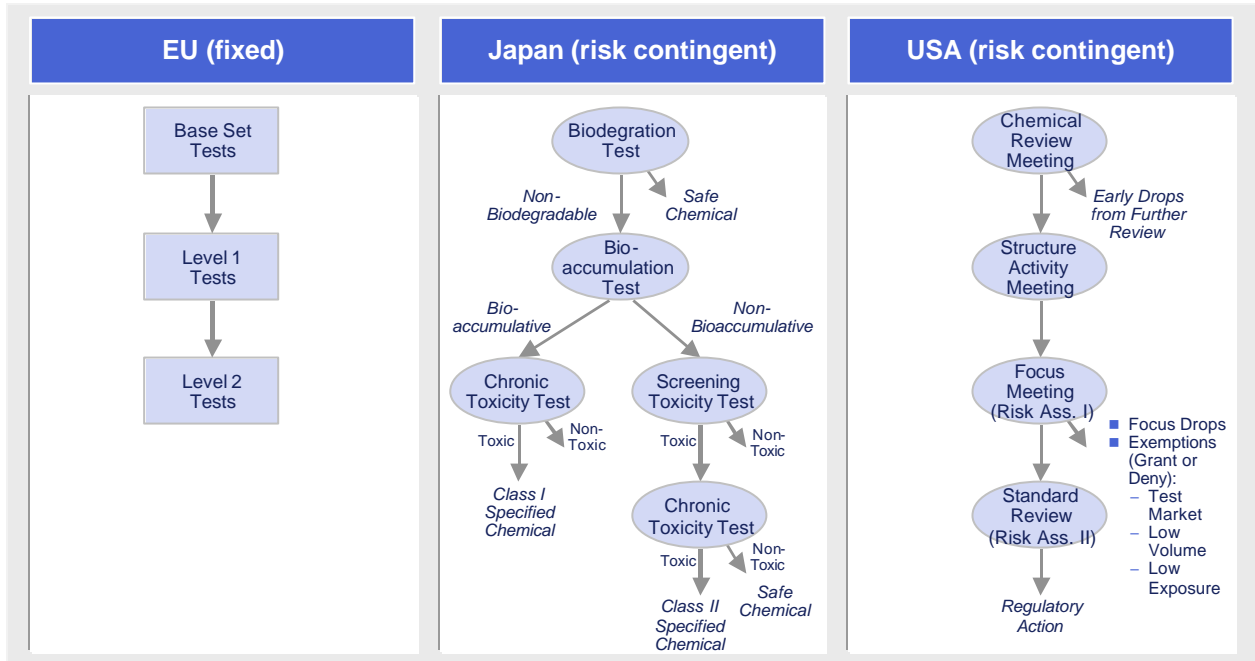 EU (fixed)
Base Set
Tests
Level 1
Tests
Level 2
Tests
Japan (risk contingent)
Biodegration
Test
Non-
Biodegradable
Safe
Chemical
Bio-
accumulation
Test
Bio-
accumulative
Non-
Bioaccumulative
Chronic
Toxicity Test
Screening
Toxicity Test
Toxic
Non-
Toxic
Toxic
Non-
Toxic
Class I
Specified
Chemical
Chronic
Toxicity Test
Toxic
Non-
Toxic
Class II
Specified
Chemical
Safe
Chemical
USA (risk contingent)
Chemical
Review
Meeting
Early Drops
from Further
Review
Structure
Activity
Meeting
Focus
Meeting
(Risk Ass. I)
■ Focus Drops
■ Exemptions
(Grant or
Deny):
– Test
Market
– Low
Volume
– Low
Exposure
Standard
Review
(Risk Ass. II)
Regulatory
Action